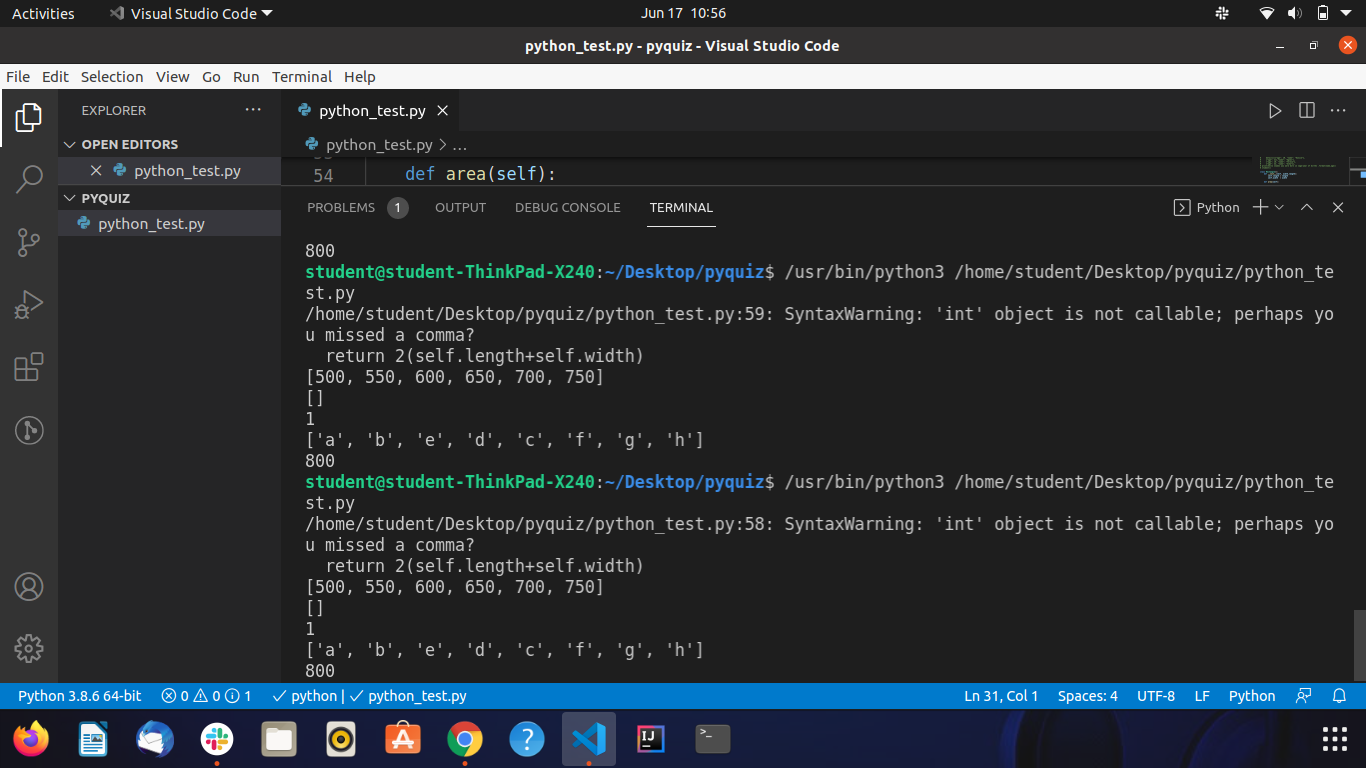 Activities Visual Studio Code Jun 17 10:56
python_test.py - pyquiz - Visual Studio Code
File Edit Selection View Go Run Terminal Help
EXPLORER
python_test.py
OPEN EDITORS
python_test.py > ...
python_test.py
54 def area(self):
PYQUIZ
python_test.py
PROBLEMS 1 OUTPUT DEBUG CONSOLE TERMINAL Python
800
student@student-ThinkPad-X240:~/Desktop/pyquiz$ /usr/bin/python3 /home/student/Desktop/pyquiz/python_te
st.py
/home/student/Desktop/pyquiz/python_test.py:59: SyntaxWarning: 'int' object is not callable; perhaps yo
u missed a comma?
  return 2(self.length+self.width)
[500, 550, 600, 650, 700, 750]
[]
1
['a', 'b', 'e', 'd', 'c', 'f', 'g', 'h']
800
student@student-ThinkPad-X240:~/Desktop/pyquiz$ /usr/bin/python3 /home/student/Desktop/pyquiz/python_te
st.py
/home/student/Desktop/pyquiz/python_test.py:58: SyntaxWarning: 'int' object is not callable; perhaps yo
u missed a comma?
  return 2(self.length+self.width)
[500, 550, 600, 650, 700, 750]
[]
1
['a', 'b', 'e', 'd', 'c', 'f', 'g', 'h']
800
Python 3.8.6 64-bit 0 0 1 python | python_test.py Ln 31, Col 1 Spaces: 4 UTF-8 LF Python